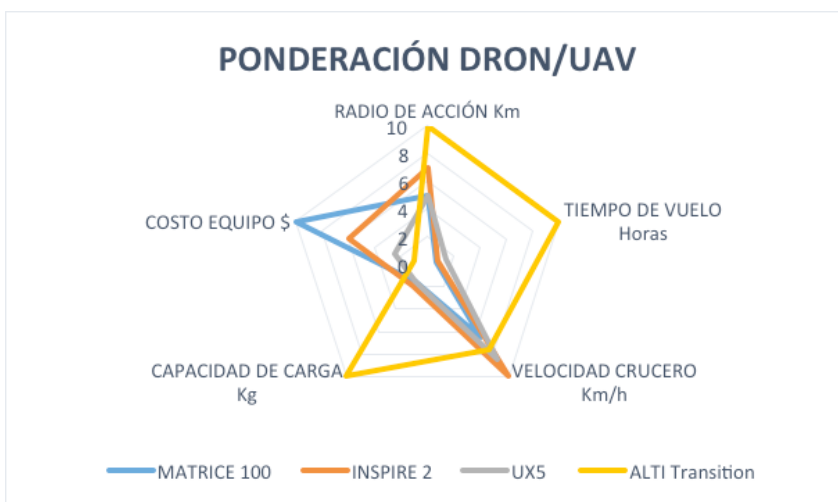 PONDERACIÓN DRON/UAV
RADIO DE ACCIÓN Km
10
8
6
4
2
0
TIEMPO DE VUELO
Horas
VELOCIDAD CRUCERO
Km/h
CAPACIDAD DE CARGA
Kg
COSTO EQUIPO $
MATRICE 100
INSPIRE 2
UX5
ALTI Transition